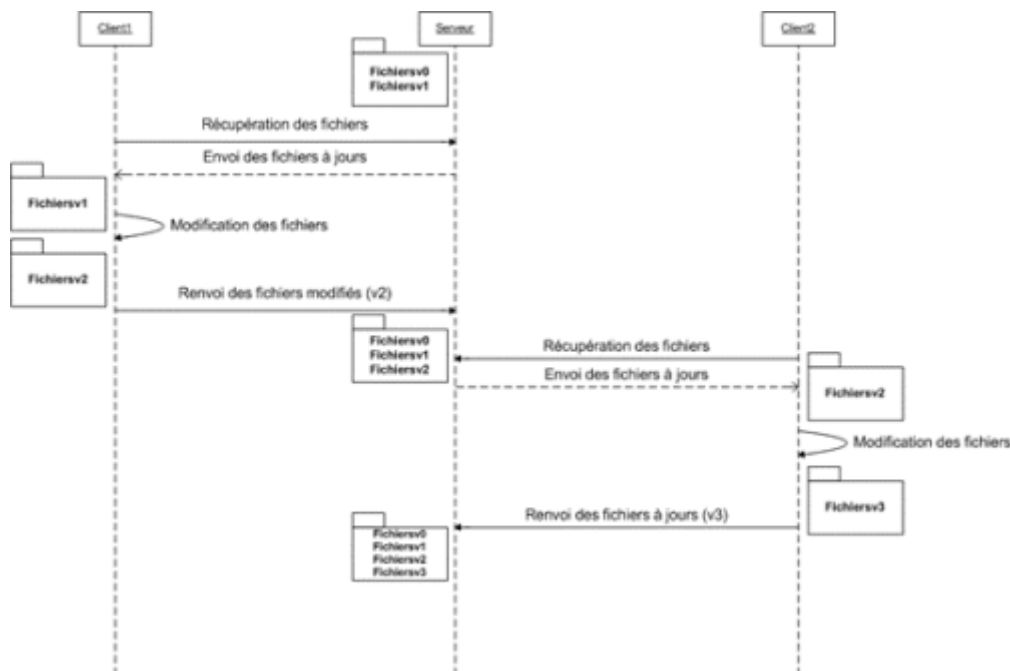 Client1
Serveur
Client2
Fichiersv0
Fichiersv1
Récupération des fichiers
Envoi des fichiers à jours
Fichiersv1
Modification des fichiers
Fichiersv2
Renvoi des fichiers modifiés (v2)
Fichiersv0
Fichiersv1
Fichiersv2
Récupération des fichiers
Envoi des fichiers à jours
Fichiersv2
Modification des fichiers
Fichiersv3
Renvoi des fichiers à jours (v3)
Fichiersv0
Fichiersv1
Fichiersv2
Fichiersv3